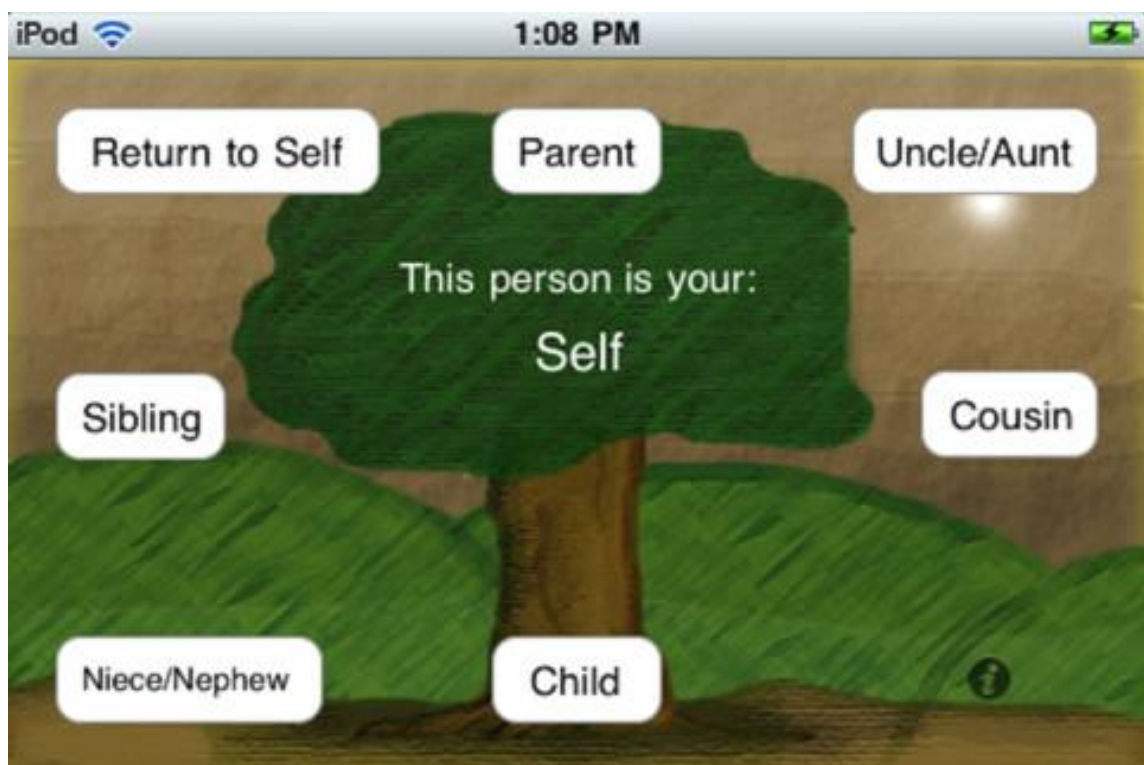 iPod 1:08 PM
Return to Self Parent Uncle/Aunt
This person is your:
Self
Sibling Cousin
Niece/Nephew Child
i